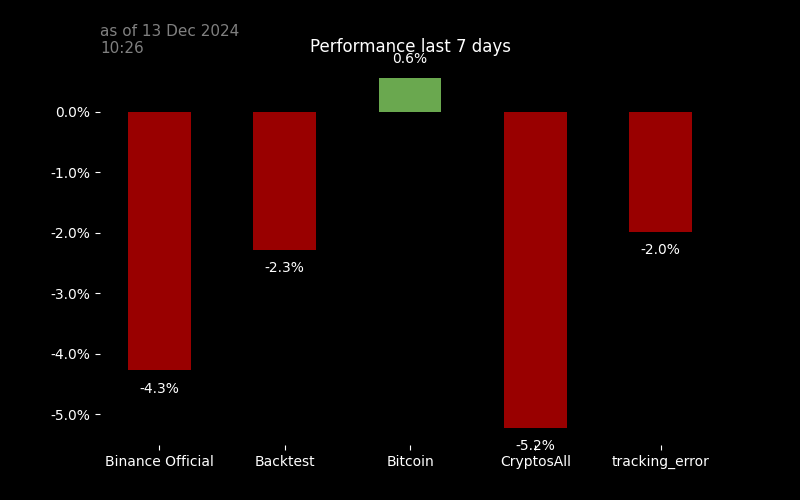 as of 13 Dec 2024
10:26
Performance last 7 days
0.6%
0.0%
-1.0%
-2.0%
-3.0%
-4.0%
-5.0%
-4.3%
-2.3%
-5.2%
-2.0%
Binance Official
Backtest
Bitcoin
CryptosAll
tracking_error